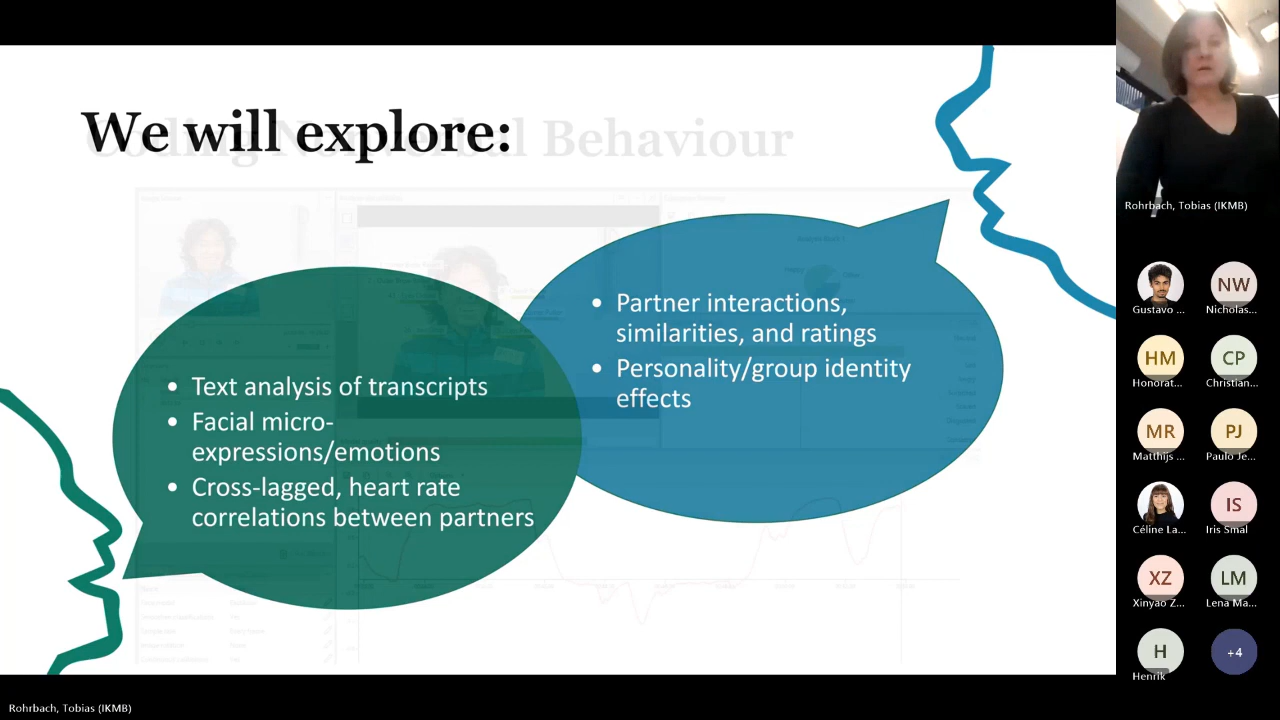 We will explore:
Coding Nonverbal Behaviour
• Text analysis of transcripts
• Facial micro-
expressions/emotions
• Cross-lagged, heart rate
correlations between partners
• Partner interactions,
similarities, and ratings
• Personality/group identity
effects
Rohrbach, Tobias (IKMB)
Gustavo ...
NW
Nicholas...
HM
Honorat...
CP
Christian...
MR
Matthijs ...
PJ
Paulo Je...
Céline La...
IS
Iris Smal
XZ
Xinyao Z...
LM
Lena Ma...
H
Henrik
+4
Rohrbach, Tobias (IKMB)